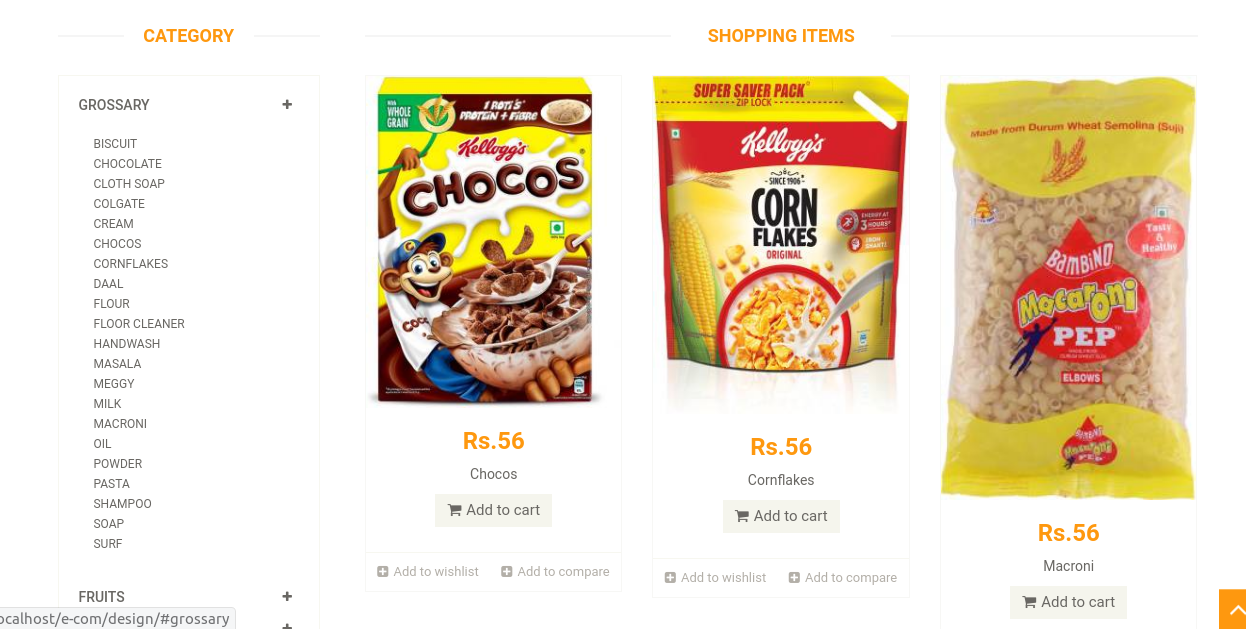 CATEGORY
GROSSARY
BISCUIT
CHOCOLATE
CLOTH SOAP
COLGATE
CREAM
CHOCOS
CORNFLAKES
DAAL
FLOUR
FLOOR CLEANER
HANDWASH
MASALA
MEGGY
MILK
MACRONI
OIL
POWDER
PASTA
SHAMPOO
SOAP
SURF
FRUITS
ocalhost/e-com/design/#grossary
SHOPPING ITEMS
WHOLE
GRAIN
1 ROTI'S
PROTEIN + FIBRE
Kellogg's
CHOCOS
Rs.56
Chocos
Add to cart
Add to wishlist
Add to compare
SUPER SAVER PACK
ZIP LOCK
Kellogg's
SINCE 1906
CORN
FLAKES
ORIGINAL
ENERGY AT
3 HOURS
IRON
Rs.56
Cornflakes
Add to cart
Add to wishlist
Add to compare
Made from Durum Wheat Semolina (Suji)
Tasty
&
Healthy
BAMBINO
Macaroni
PEP
ELBOWS
BAMBINO
Macaroni
PEP
Rs.56
Macroni
Add to cart